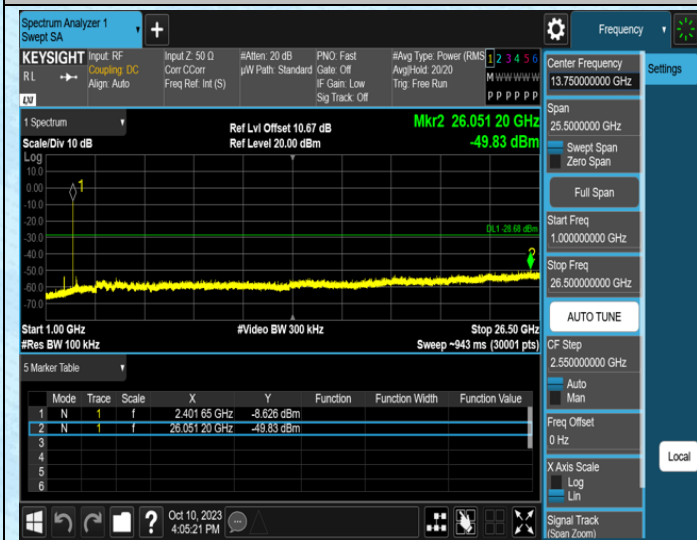 Spectrum Analyzer 1
Swept SA
Frequency
KEYSIGHT
RL
LXI
Input: RF
Coupling: DC
Align: Auto
Input Z: 50 Ω
Corr CCorr
Freq Ref: Int (S)
#Atten: 20 dB
µW Path: Standard
PNO: Fast
Gate: Off
IF Gain: Low
Sig Track: Off
#Avg Type: Power (RMS
Avg|Hold: 20/20
Trig: Free Run
1 2 3 4 5 6
M W W W W W
P P P P P P
1 Spectrum
Scale/Div 10 dB
Log
Ref Lvl Offset 10.67 dB
Ref Level 20.00 dBm
Mkr2 26.051 20 GHz
-49.83 dBm
10.0
0.00
-10.0
-20.0
-30.0
-40.0
-50.0
-60.0
-70.0
1
DL1 -28.68 dBm
2
Start 1.00 GHz
#Res BW 100 kHz
#Video BW 300 kHz
Stop 26.50 GHz
Sweep ~943 ms (30001 pts)
5 Marker Table
Mode Trace Scale X Y Function Function Width Function Value
1 N 1 f 2.401 65 GHz -8.626 dBm
2 N 1 f 26.051 20 GHz -49.83 dBm
3
4
5
6
Oct 10, 2023
4:05:21 PM
Center Frequency
13.750000000 GHz
Span
25.5000000 GHz
Swept Span
Zero Span
Full Span
Start Freq
1.000000000 GHz
Stop Freq
26.500000000 GHz
AUTO TUNE
CF Step
2.550000000 GHz
Auto
Man
Freq Offset
0 Hz
X Axis Scale
Log
Lin
Signal Track
(Span Zoom)
Settings
Local